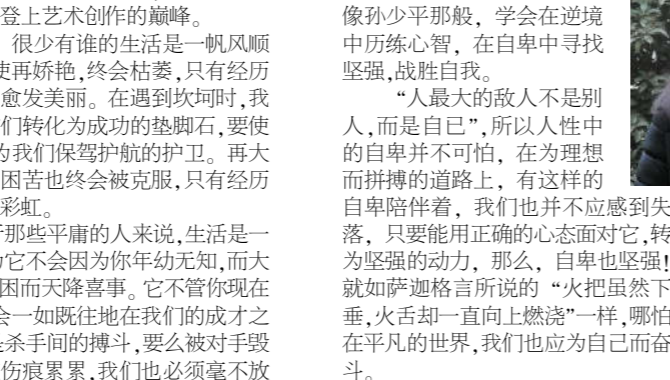 登上艺术创作的巅峰。
很少有谁的生活是一帆风顺
使再娇艳,终会枯萎,只有经历
愈发美丽。在遇到坎坷时,我
们转化为成功的垫脚石,要使
为我们保驾护航的护卫。再大
困苦也终会被克服,只有经历
彩虹。
于那些平庸的人来说,生活是一
为它不会因为你年幼无知,而大
困而天降喜事。它不管你现在
会一如既往地在我们的成才之
是杀手间的搏斗,要么被对手毁
伤痕累累,我们也必须毫不放
像孙少平那般，学会在逆境
中历练心智，在自卑中寻找
坚强,战胜自我。
“人最大的敌人不是别
人,而是自已”,所以人性中
的自卑并不可怕，在为理想
而拼搏的道路上，有这样的
自卑陪伴着，我们也并不应感到失
落，只要能用正确的心态面对它,转
为坚强的动力，那么，自卑也坚强!
就如萨迦格言所说的“火把虽然下
垂,火舌却一直向上燃浇”一样,哪怕
在平凡的世界,我们也应为自己而奋
斗。